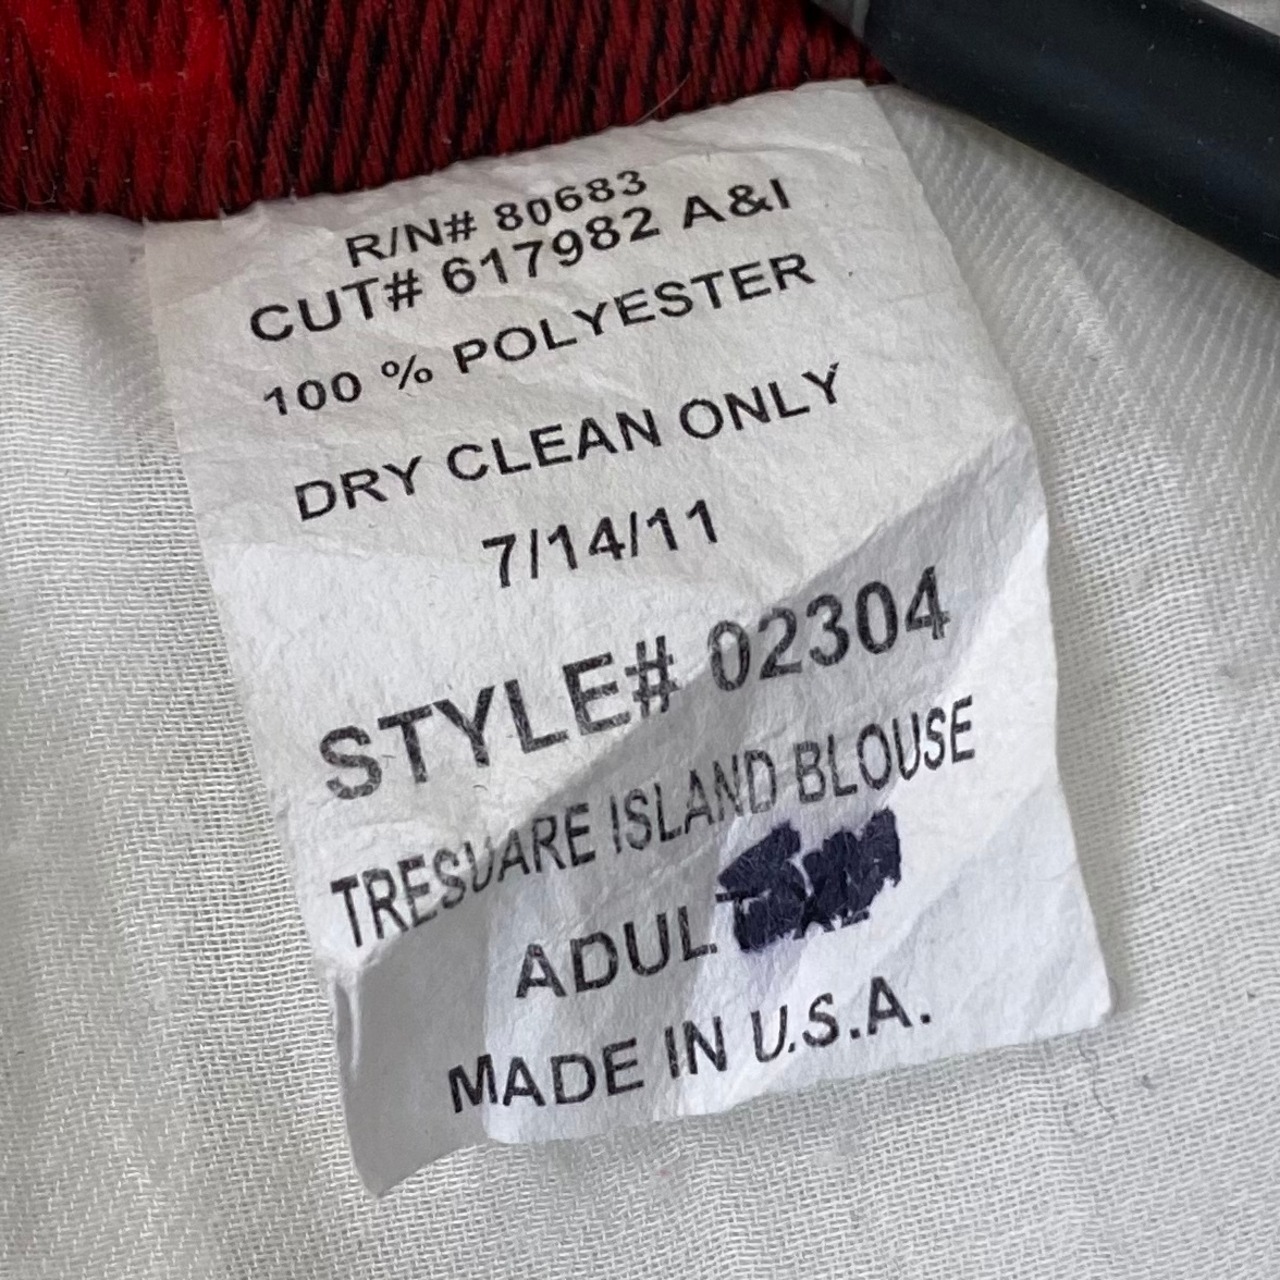 R/N# 80683
CUT# 617982 A&I
100 % POLYESTER
DRY CLEAN ONLY
7/14/11
STYLE# 02304
TRESUARE ISLAND BLOUSE
ADUL
MADE IN U.S.A.